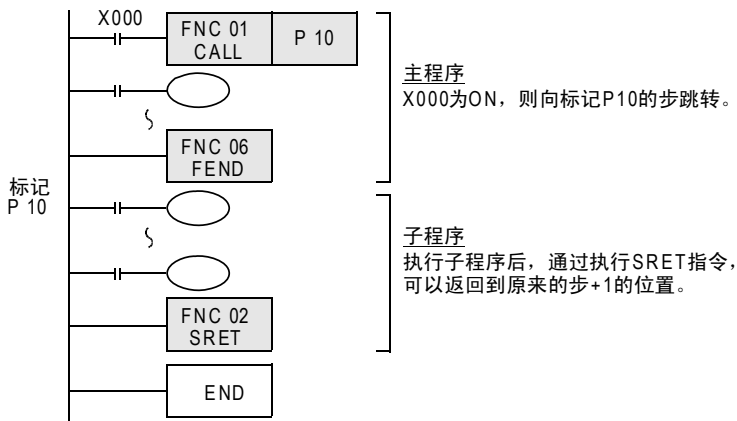 X000
FNC 01
CALL
P 10
主程序
X000为ON，则向标记P10的步跳转。
FNC 06
FEND
标记
P 10
子程序
执行子程序后，通过执行SRET指令，
可以返回到原来的步+1的位置。
FNC 02
SRET
END